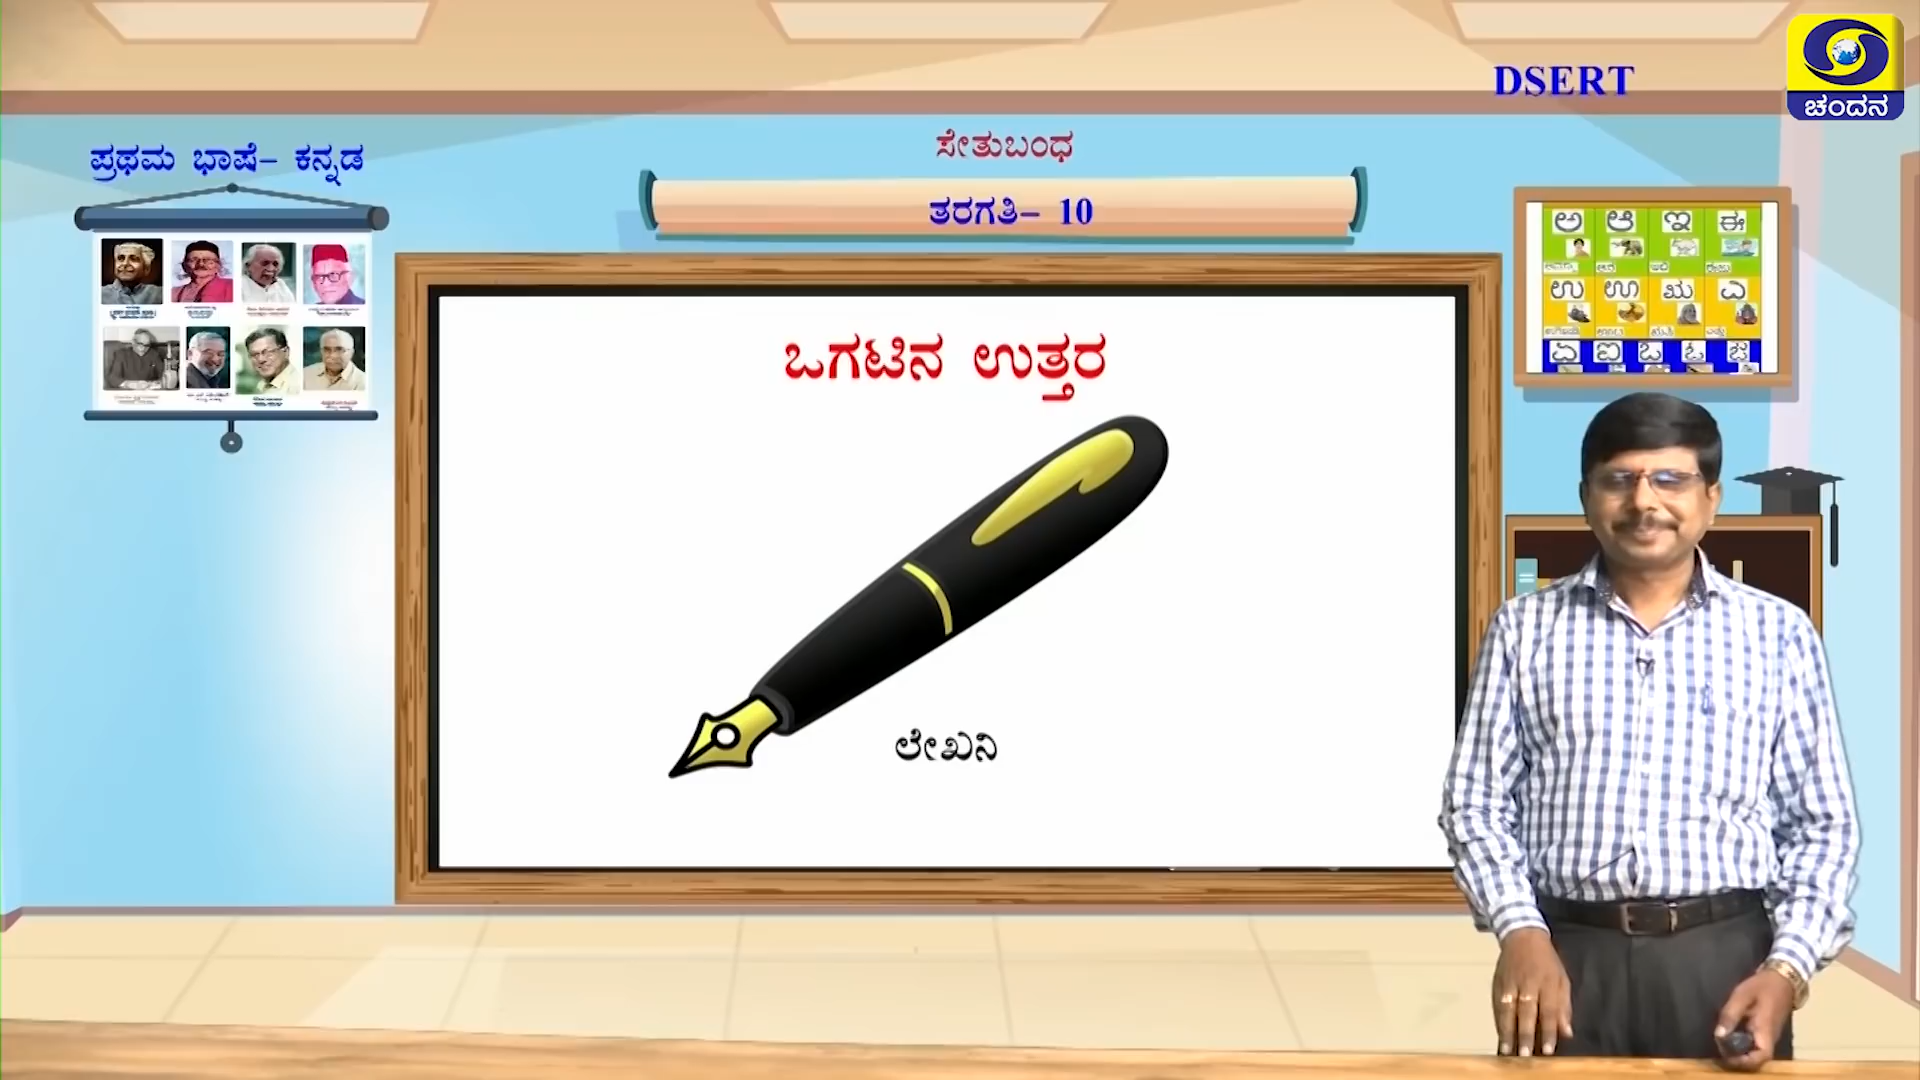 DSERT
ಚಂದನ
ಪ್ರಥಮ ಭಾಷೆ– ಕನ್ನಡ
ಸೇತುಬಂಧ
ತರಗತಿ– 10
ಒಗಟಿನ ಉತ್ತರ
ಲೇಖನಿ
ಅ ಆ ಇ ಈ
ಉ ಊ ಋ ಎ
ಏ ಐ ಒ ಓ ಔ